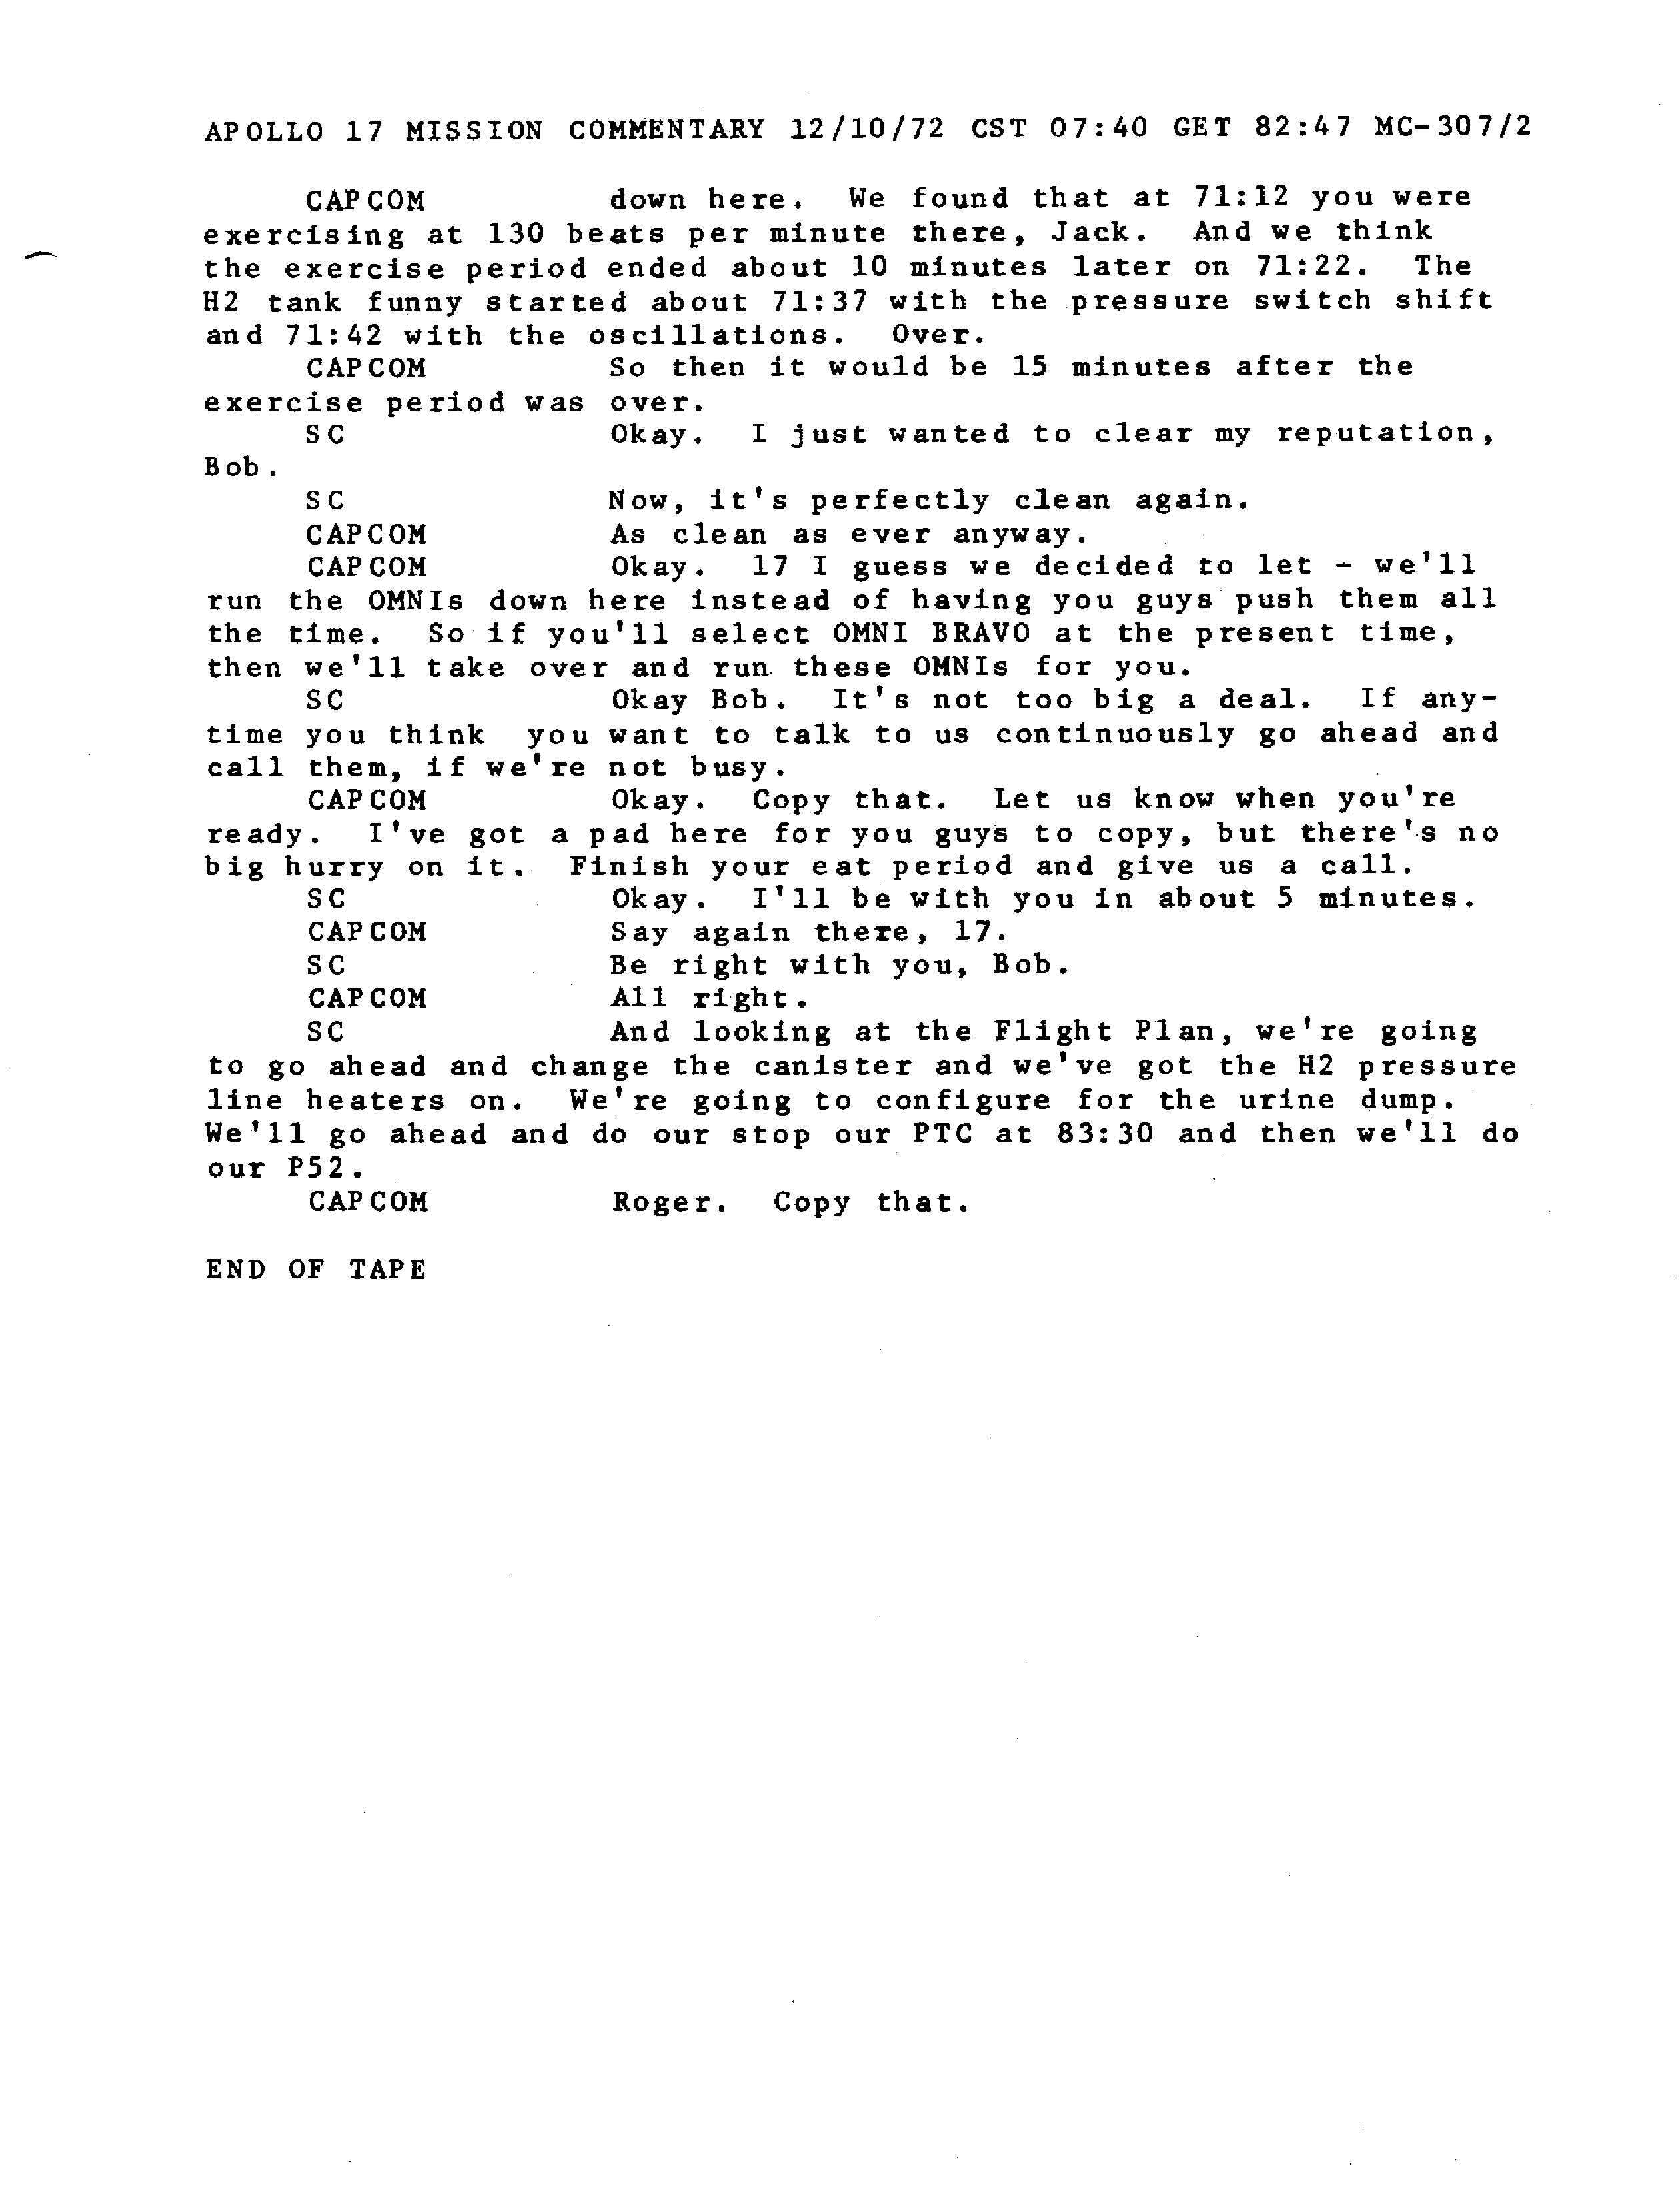 APOLLO 17 MISSION COMMENTARY 12/10/72 CST 07:40 GET 82:47 MC-307/2
CAPCOM down here. We found that at 71:12 you were
exercising at 130 beats per minute there, Jack. And we think
the exercise period ended about 10 minutes later on 71:22. The
H2 tank funny started about 71:37 with the pressure switch shift
and 71:42 with the oscillations. Over.
CAPCOM So then it would be 15 minutes after the
exercise period was over.
SC Okay. I just wanted to clear my reputation,
Bob.
SC Now, it's perfectly clean again.
CAPCOM As clean as ever anyway.
CAPCOM Okay. 17 I guess we decided to let - we'll
run the OMNIs down here instead of having you guys push them all
the time. So if you'll select OMNI BRAVO at the present time,
then we'll take over and run these OMNIs for you.
SC Okay Bob. It's not too big a deal. If any-
time you think you want to talk to us continuously go ahead and
call them, if we're not busy.
CAPCOM Okay. Copy that. Let us know when you're
ready. I've got a pad here for you guys to copy, but there's no
big hurry on it. Finish your eat period and give us a call.
SC Okay. I'll be with you in about 5 minutes.
CAPCOM Say again there, 17.
SC Be right with you, Bob.
CAPCOM All right.
SC And looking at the Flight Plan, we're going
to go ahead and change the canister and we've got the H2 pressure
line heaters on. We're going to configure for the urine dump.
We'll go ahead and do our stop our PTC at 83:30 and then we'll do
our P52.
CAPCOM Roger. Copy that.
END OF TAPE